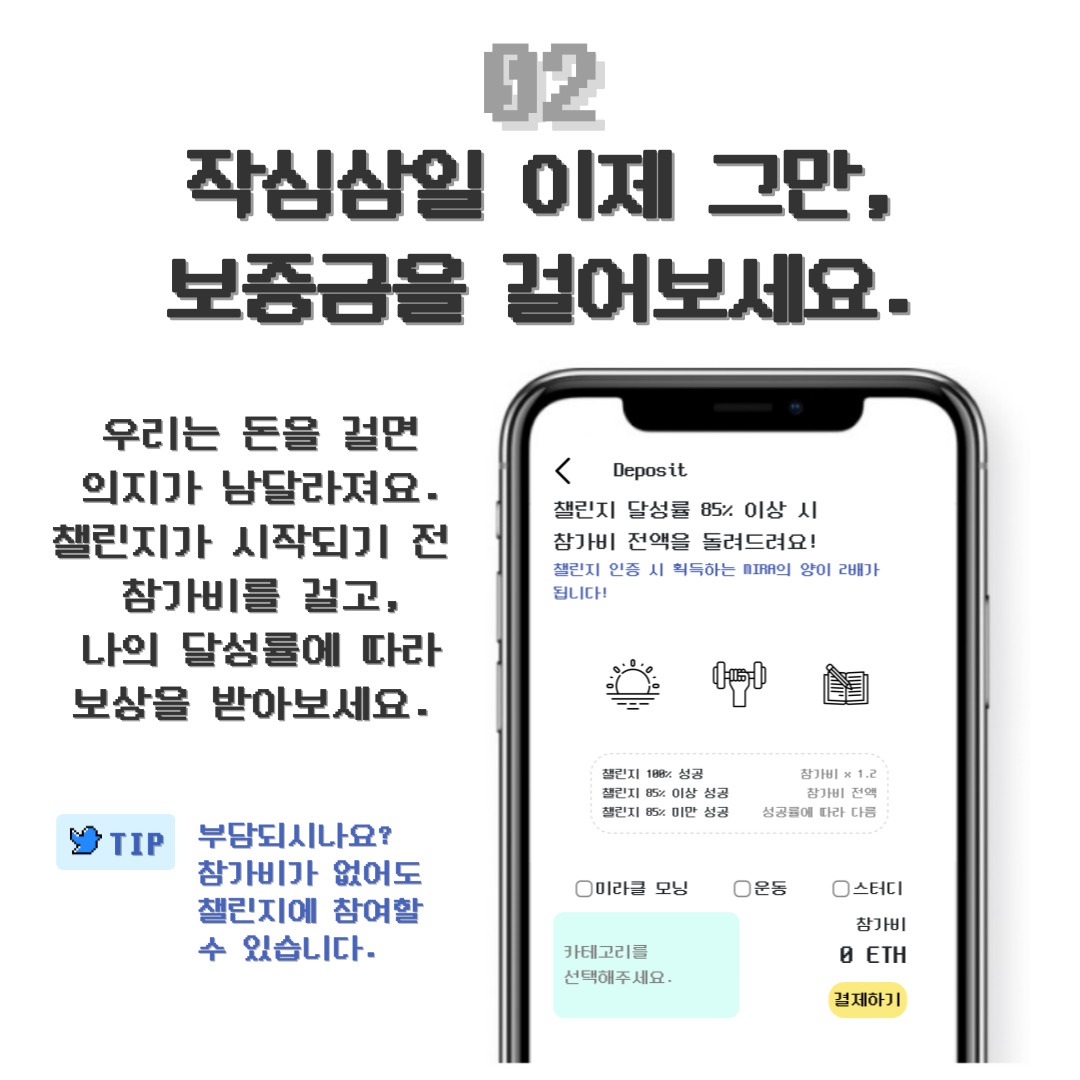 02
작심삼일 이제 그만,
보증금을 걸어보세요.
우리는 돈을 걸면
의지가 남달라져요.
챌린지가 시작되기 전
참가비를 걸고,
나의 달성률에 따라
보상을 받아보세요.
TIP
부담되시나요?
참가비가 없어도
챌린지에 참여할
수 있습니다.
Deposit
챌린지 달성률 85% 이상 시
참가비 전액을 돌려드려요!
챌린지 인증 시 획득하는 MIRA의 양이 2배가
됩니다!
챌린지 100% 성공 참가비 x 1.2
챌린지 85% 이상 성공 참가비 전액
챌린지 85% 미만 성공 성공률에 따라 다름
미라클 모닝 운동 스터디
카테고리를
선택해주세요.
참가비
0 ETH
결제하기